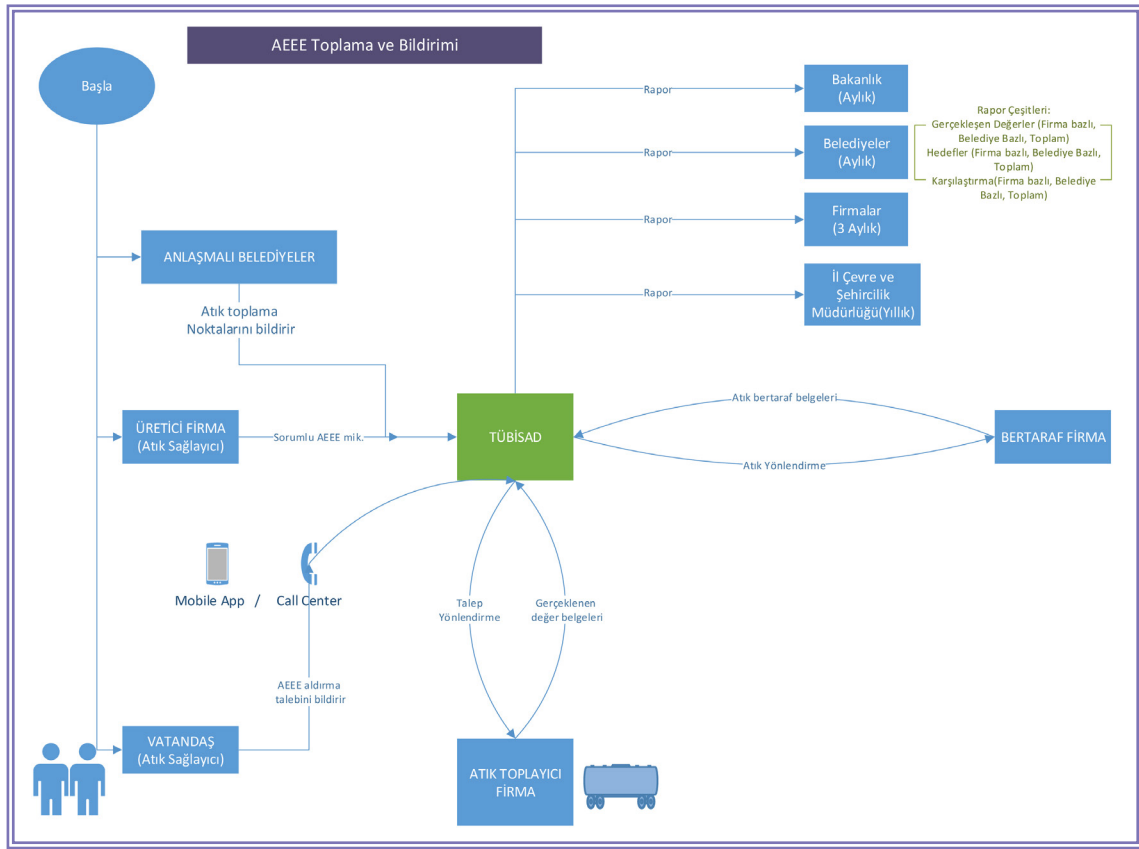 AEEE Toplama ve Bildirimi
Başla
Rapor
Bakanlık
(Aylık)
Rapor
Belediyeler
(Aylık)
Rapor Çeşitleri:
Gerçekleşen Değerler (Firma bazlı,
Belediye Bazlı, Toplam)
Hedefler (Firma bazlı, Belediye Bazlı,
Toplam)
Karşılaştırma(Firma bazlı, Belediye
Bazlı, Toplam)
Rapor
Firmalar
(3 Aylık)
Rapor
İl Çevre ve
Şehircilik
Müdürlüğü(Yıllık)
ANLAŞMALI BELEDİYELER
Atık toplama
Noktalarını bildirir
ÜRETİCİ FİRMA
(Atık Sağlayıcı)
Sorumlu AEEE mik.
TÜBİSAD
Atık bertaraf belgeleri
Atık Yönlendirme
BERTARAF FİRMA
Mobile App / Call Center
Talep
Yönlendirme
Gerçeklenen
değer belgeleri
AEEE aldırma
talebini bildirir
VATANDAŞ
(Atık Sağlayıcı)
ATIK TOPLAYICI
FİRMA